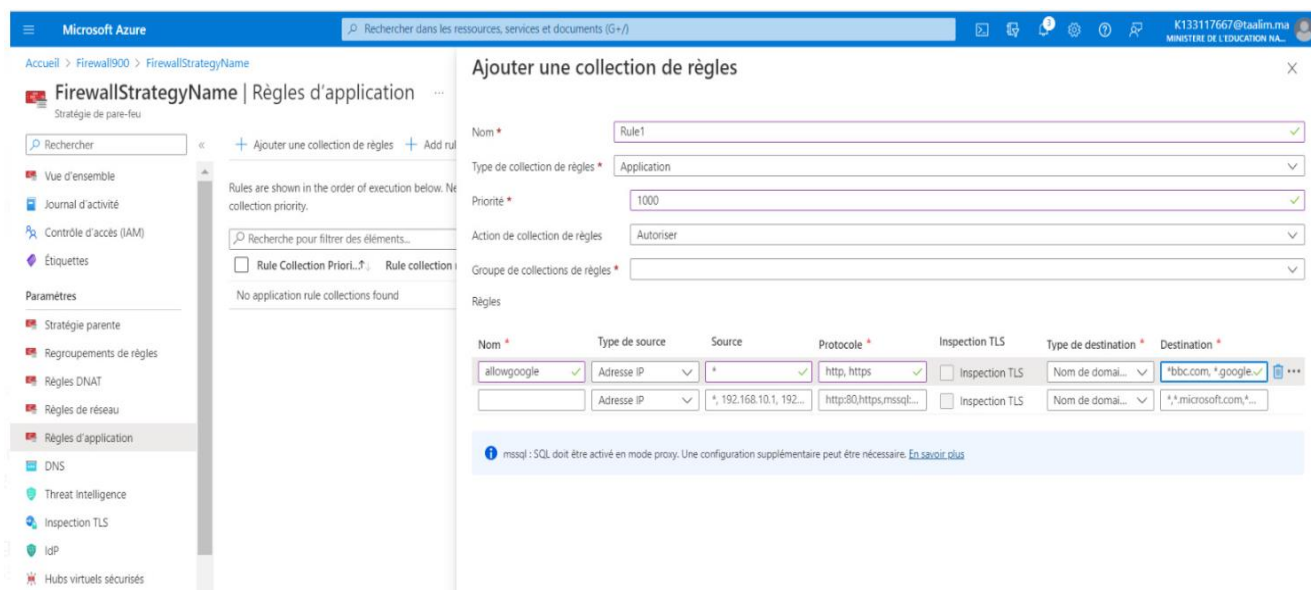 Microsoft Azure
Rechercher dans les ressources, services et documents (G+/)
3
K133117667@taalim.ma
MINISTERE DE L'EDUCATION NA...
Accueil > Firewall900 > FirewallStrategyName
FirewallStrategyName | Règles d'application ...
Stratégie de pare-feu
Rechercher
«
Vue d'ensemble
Journal d'activité
Contrôle d'accès (IAM)
Étiquettes
Paramètres
Stratégie parente
Regroupements de règles
Règles DNAT
Règles de réseau
Règles d'application
DNS
Threat Intelligence
Inspection TLS
IdP
Hubs virtuels sécurisés
+ Ajouter une collection de règles + Add rul
Rules are shown in the order of execution below. Ne
collection priority.
Recherche pour filtrer des éléments...
Rule Collection Priori...↑↓ Rule collection
No application rule collections found
Ajouter une collection de règles
Nom * Rule1
Type de collection de règles * Application
Priorité * 1000
Action de collection de règles Autoriser
Groupe de collections de règles *
Règles
Nom * Type de source Source Protocole * Inspection TLS Type de destination * Destination *
allowgoogle Adresse IP * http, https Inspection TLS Nom de domai... *bbc.com, *.google.
Adresse IP *, 192.168.10.1, 192... http:80,https,mssql:... Inspection TLS Nom de domai... *,*.microsoft.com,*...
mssql : SQL doit être activé en mode proxy. Une configuration supplémentaire peut être nécessaire. En savoir plus